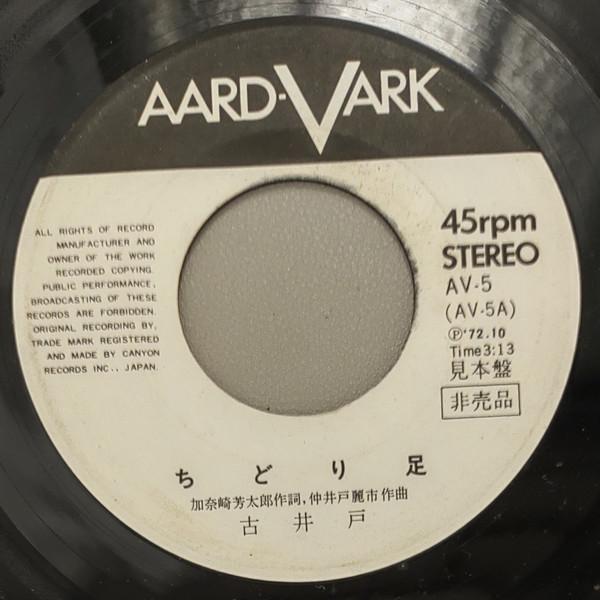 AARD-VARK
ALL RIGHTS OF RECORD
MANUFACTURER AND
OWNER OF THE WORK
RECORDED COPYING.
PUBLIC PERFORMANCE,
BROADCASTING OF THESE
RECORDS ARE FORBIDDEN.
ORIGINAL RECORDING BY,
TRADE MARK REGISTERED
AND MADE BY CANYON
RECORDS INC., JAPAN.
45rpm
STEREO
AV-5
(AV-5A)
Ⓟ'72.10
Time 3:13
見本盤
非売品
ちどり足
加奈崎芳太郎作詞,仲井戸麗市作曲
古井戸